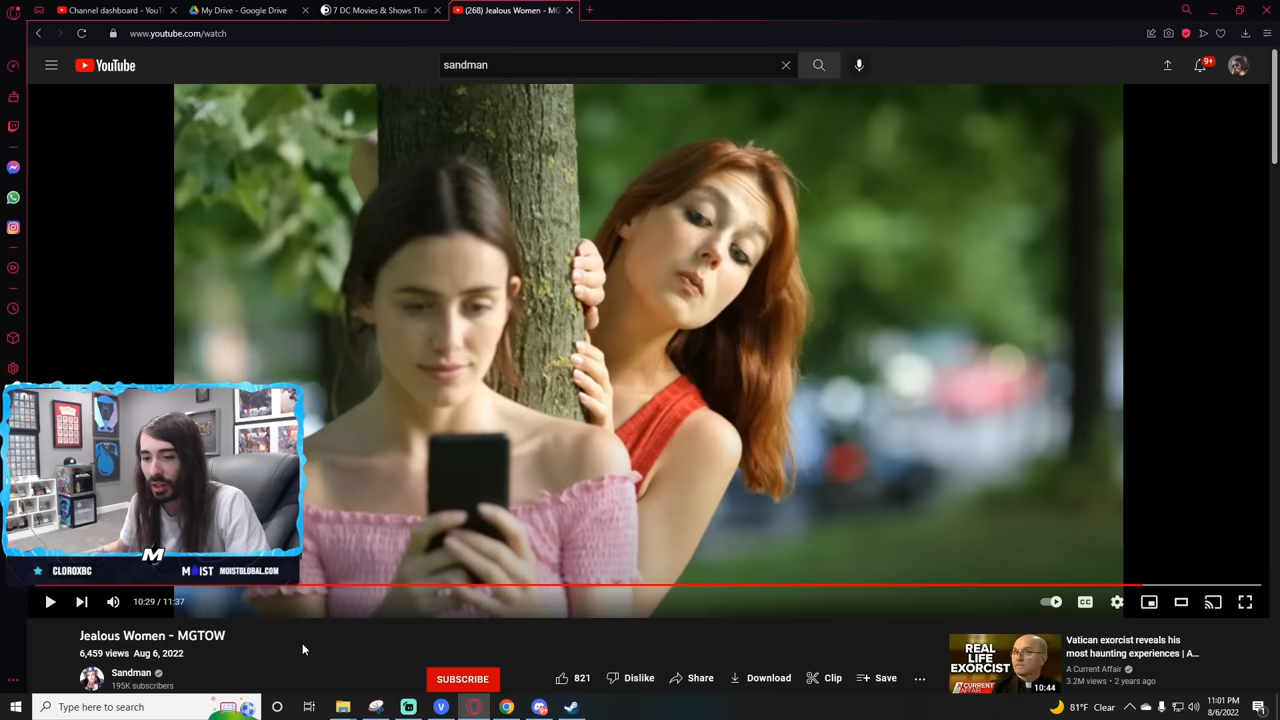 Channel dashboard - YouT
My Drive - Google Drive
7 DC Movies & Shows That
(268) Jealous Women - MG
www.youtube.com/watch
YouTube
sandman
9+
CLOROXBC
M IST
MOISTGLOBAL.COM
10:29 / 11:37
CC
Jealous Women - MGTOW
6,459 views Aug 6, 2022
Sandman
195K subscribers
SUBSCRIBE
821
Dislike
Share
Download
Clip
Save
REAL LIFE
EXORCIST
A CURRENT
AFFAIR
10:44
Vatican exorcist reveals his
most haunting experiences | A...
A Current Affair
3.2M views • 2 years ago
Type here to search
81°F Clear
11:01 PM
8/6/2022